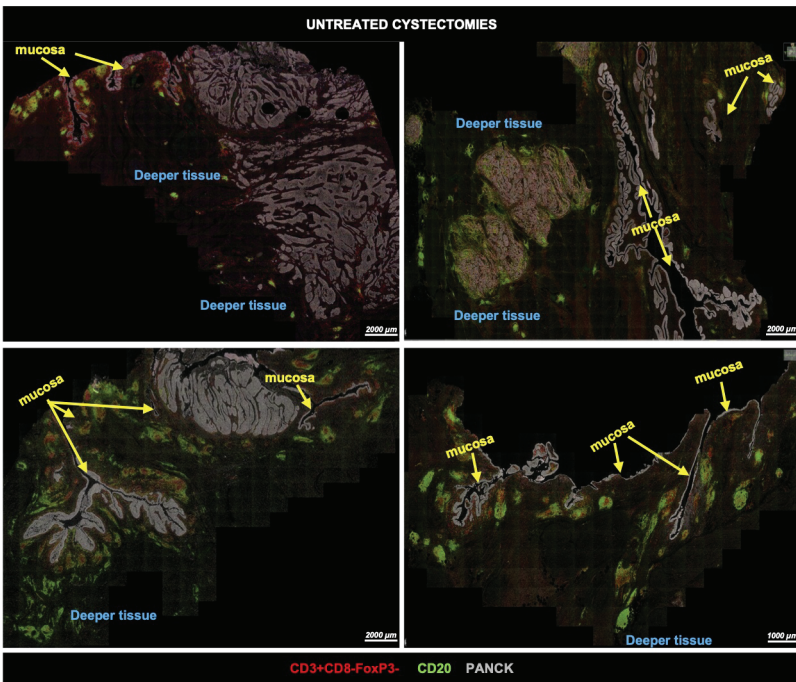 UNTREATED CYSTECTOMIES
mucosa
Deeper tissue
Deeper tissue
2000 µm
mucosa
Deeper tissue
mucosa
Deeper tissue
2000 µm
mucosa
mucosa
Deeper tissue
2000 µm
mucosa
mucosa
mucosa
Deeper tissue
1000 µm
CD3+CD8-FoxP3- CD20 PANCK